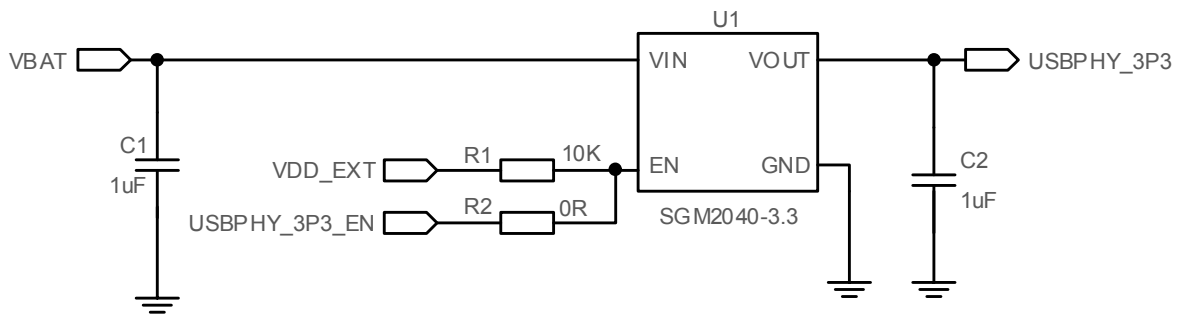 U1
VBAT
VIN
VOUT
USBPHY_3P3
C1
1uF
VDD_EXT
R1
10K
EN
GND
C2
1uF
USBPHY_3P3_EN
R2
0R
SGM2040-3.3